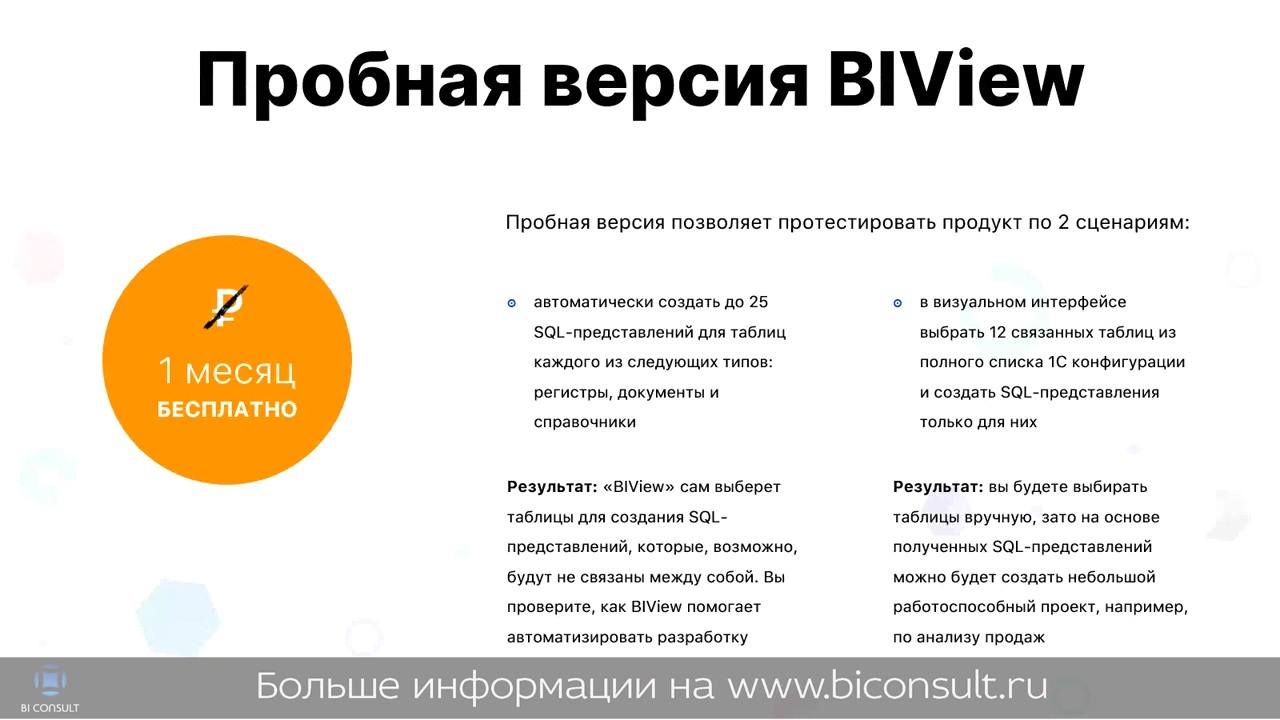 Пробная версия BIView
Пробная версия позволяет протестировать продукт по 2 сценариям:
₽
1 месяц
БЕСПЛАТНО
автоматически создать до 25
SQL-представлений для таблиц
каждого из следующих типов:
регистры, документы и
справочники
Результат: «BIView» сам выберет
таблицы для создания SQL-
представлений, которые, возможно,
будут не связаны между собой. Вы
проверите, как BIView помогает
автоматизировать разработку
в визуальном интерфейсе
выбрать 12 связанных таблиц из
полного списка 1С конфигурации
и создать SQL-представления
только для них
Результат: вы будете выбирать
таблицы вручную, зато на основе
полученных SQL-представлений
можно будет создать небольшой
работоспособный проект, например,
по анализу продаж
BI CONSULT
Больше информации на www.biconsult.ru